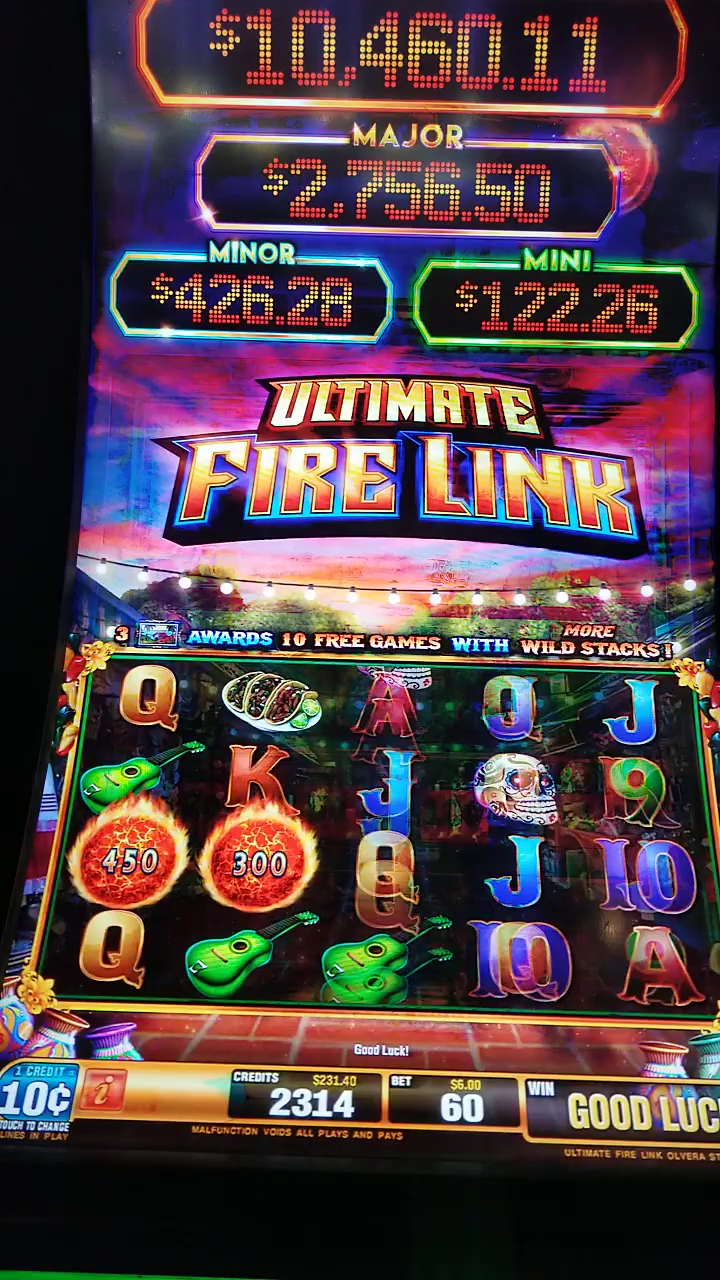 $10,460.11
MAJOR
$2,756.50
MINOR
$426.28
MINI
$122.26
ULTIMATE
FIRE LINK
3 AWARDS 10 FREE GAMES WITH MORE WILD STACKS!
Q A Q J
K J 9
450 300 Q J 10
Q 10 A
Good Luck!
1 CREDIT =
10¢
TOUCH TO CHANGE
LINES IN PLAY
i
CREDITS $231.40
2314
BET $6.00
60
WIN
GOOD LUC
MALFUNCTION VOIDS ALL PLAYS AND PAYS
ULTIMATE FIRE LINK OLVERA ST